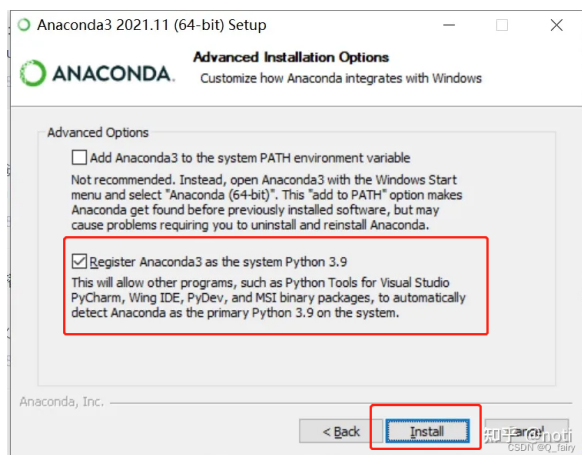 Anaconda3 2021.11 (64-bit) Setup
Advanced Installation Options
Customize how Anaconda integrates with Windows
ANACONDA.
Advanced Options
Add Anaconda3 to the system PATH environment variable
Not recommended. Instead, open Anaconda3 with the Windows Start
menu and select "Anaconda (64-bit)". This "add to PATH" option makes
Anaconda get found before previously installed software, but may
cause problems requiring you to uninstall and reinstall Anaconda.
Register Anaconda3 as the system Python 3.9
This will allow other programs, such as Python Tools for Visual Studio
PyCharm, Wing IDE, PyDev, and MSI binary packages, to automatically
detect Anaconda as the primary Python 3.9 on the system.
Anaconda, Inc.
< Back Install Cancel
知乎 @noti
CSDN @Q_fairy